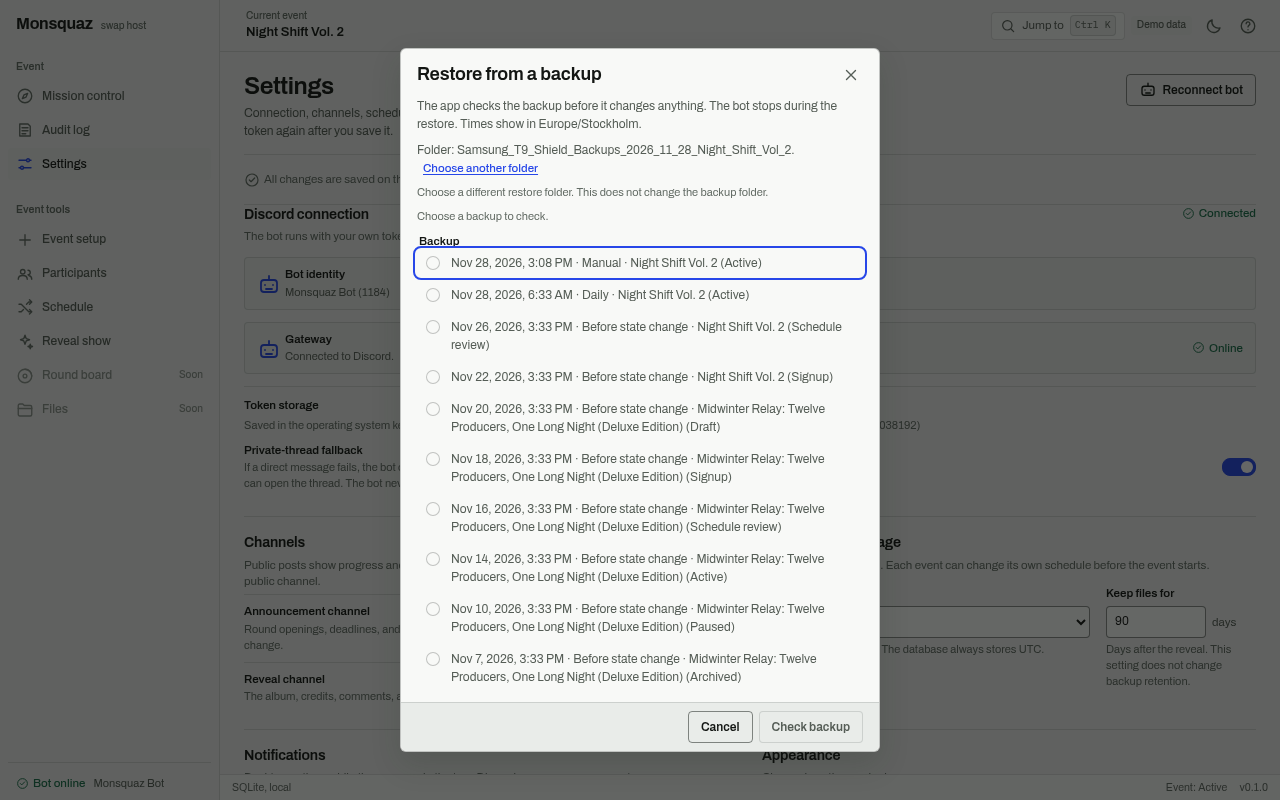 Monsquaz swap host
Current event
Night Shift Vol. 2
Jump to Ctrl K
Demo data
Event
Mission control
Audit log
Settings
Event tools
Event setup
Participants
Schedule
Reveal show
Round board Soon
Files Soon
Bot online Monsquaz Bot
Settings
Reconnect bot
Connection, channels, sched
token again after you save it.
All changes are saved on th
Discord connection
Connected
The bot runs with your own toke
Bot identity
Monsquaz Bot (1184)
Gateway
Connected to Discord.
Online
Token storage
Saved in the operating system ke
038192)
Private-thread fallback
If a direct message fails, the bot c
can open the thread. The bot nev
Channels
Public posts show progress and
public channel.
Announcement channel
Round openings, deadlines, and
change.
Reveal channel
The album, credits, comments, a
age
. Each event can change its own schedule before the event starts.
Keep files for
90 days
The database always stores UTC.
Days after the reveal. This
setting does not change
backup retention.
Notifications
Appearance
SQLite, local
Event: Active v0.1.0
Restore from a backup
The app checks the backup before it changes anything. The bot stops during the
restore. Times show in Europe/Stockholm.
Folder: Samsung_T9_Shield_Backups_2026_11_28_Night_Shift_Vol_2.
Choose another folder
Choose a different restore folder. This does not change the backup folder.
Choose a backup to check.
Backup
Nov 28, 2026, 3:08 PM · Manual · Night Shift Vol. 2 (Active)
Nov 28, 2026, 6:33 AM · Daily · Night Shift Vol. 2 (Active)
Nov 26, 2026, 3:33 PM · Before state change · Night Shift Vol. 2 (Schedule
review)
Nov 22, 2026, 3:33 PM · Before state change · Night Shift Vol. 2 (Signup)
Nov 20, 2026, 3:33 PM · Before state change · Midwinter Relay: Twelve
Producers, One Long Night (Deluxe Edition) (Draft)
Nov 18, 2026, 3:33 PM · Before state change · Midwinter Relay: Twelve
Producers, One Long Night (Deluxe Edition) (Signup)
Nov 16, 2026, 3:33 PM · Before state change · Midwinter Relay: Twelve
Producers, One Long Night (Deluxe Edition) (Schedule review)
Nov 14, 2026, 3:33 PM · Before state change · Midwinter Relay: Twelve
Producers, One Long Night (Deluxe Edition) (Active)
Nov 10, 2026, 3:33 PM · Before state change · Midwinter Relay: Twelve
Producers, One Long Night (Deluxe Edition) (Paused)
Nov 7, 2026, 3:33 PM · Before state change · Midwinter Relay: Twelve
Producers, One Long Night (Deluxe Edition) (Archived)
Cancel
Check backup